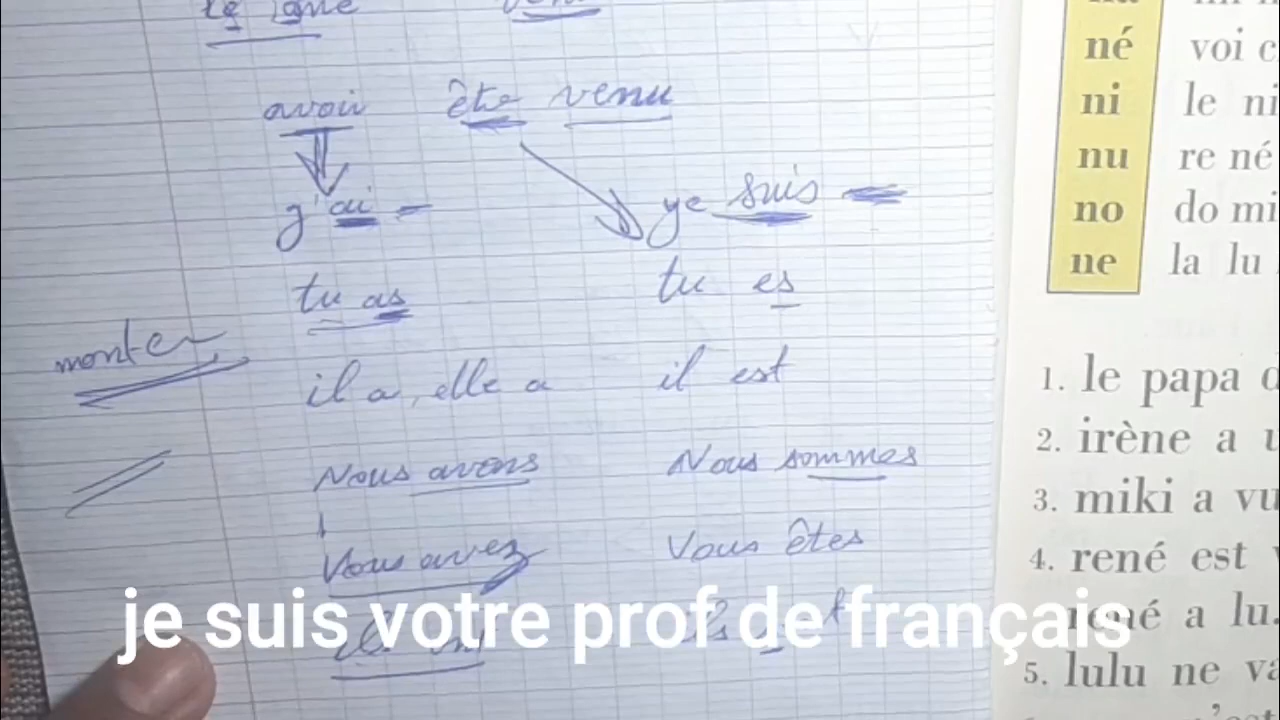 avoir être venu
j'ai je suis
tu as tu es
monter
il a, elle a il est
Nous avons Nous sommes
Vous avez Vous êtes
je suis votre prof de français
né voi
ni le
nu re né
no do mi
ne la lu
1. le papa
2. irène a
3. miki a vu
4. rené est
rené a lu.
5. lulu ne